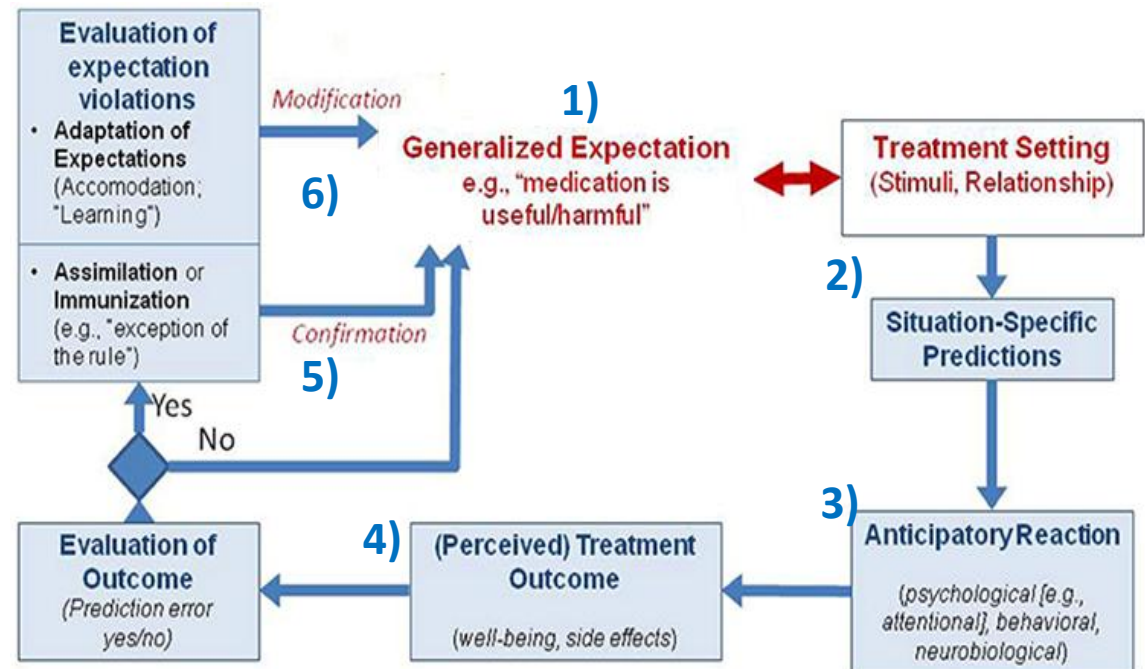 Evaluation of
expectation
violations
• Adaptation of
Expectations
(Accomodation;
"Learning")
• Assimilation or
Immunization
(e.g., "exception of
the rule")
Modification
6)
Confirmation
5)
1)
Generalized Expectation
e.g., "medication is
useful/harmful"
Treatment Setting
(Stimuli, Relationship)
2)
Situation-Specific
Predictions
3)
Anticipatory Reaction
(psychological [e.g.,
attentional], behavioral,
neurobiological)
4)
(Perceived) Treatment
Outcome
(well-being, side effects)
Evaluation of
Outcome
(Prediction error
yes/no)
Yes
No